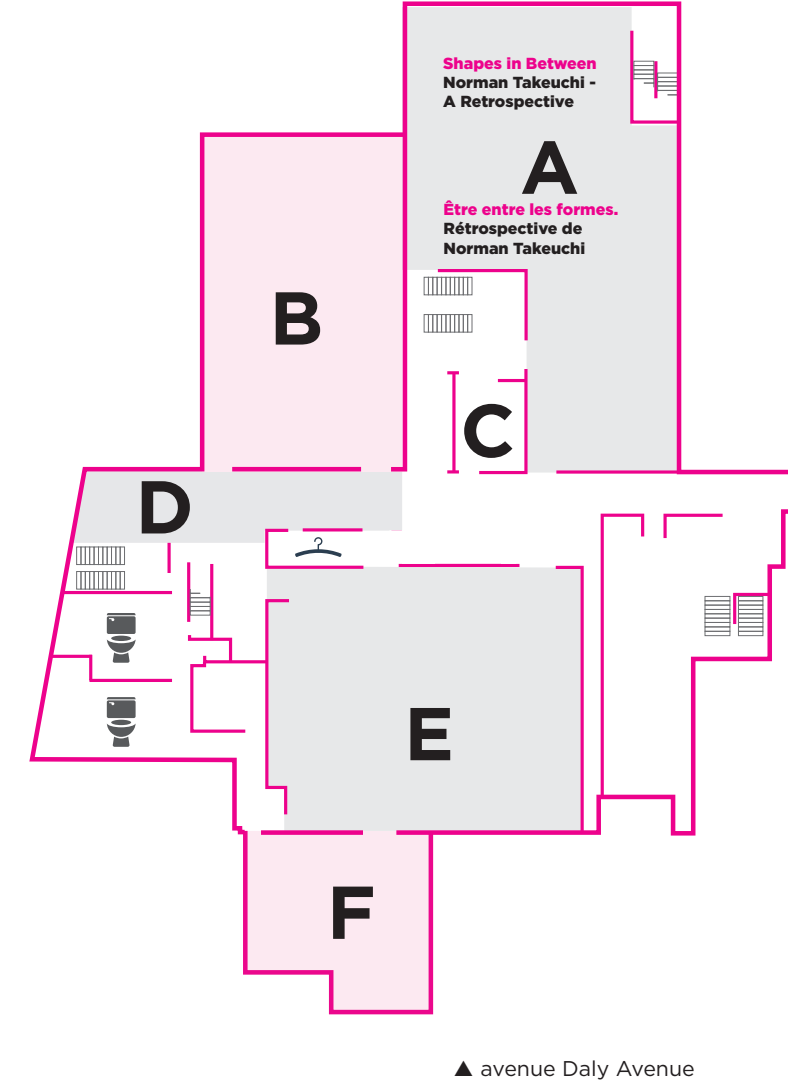 Shapes in Between
Norman Takeuchi -
A Retrospective
A
Être entre les formes.
Rétrospective de
Norman Takeuchi
B
C
D
E
F
▲ avenue Daly Avenue